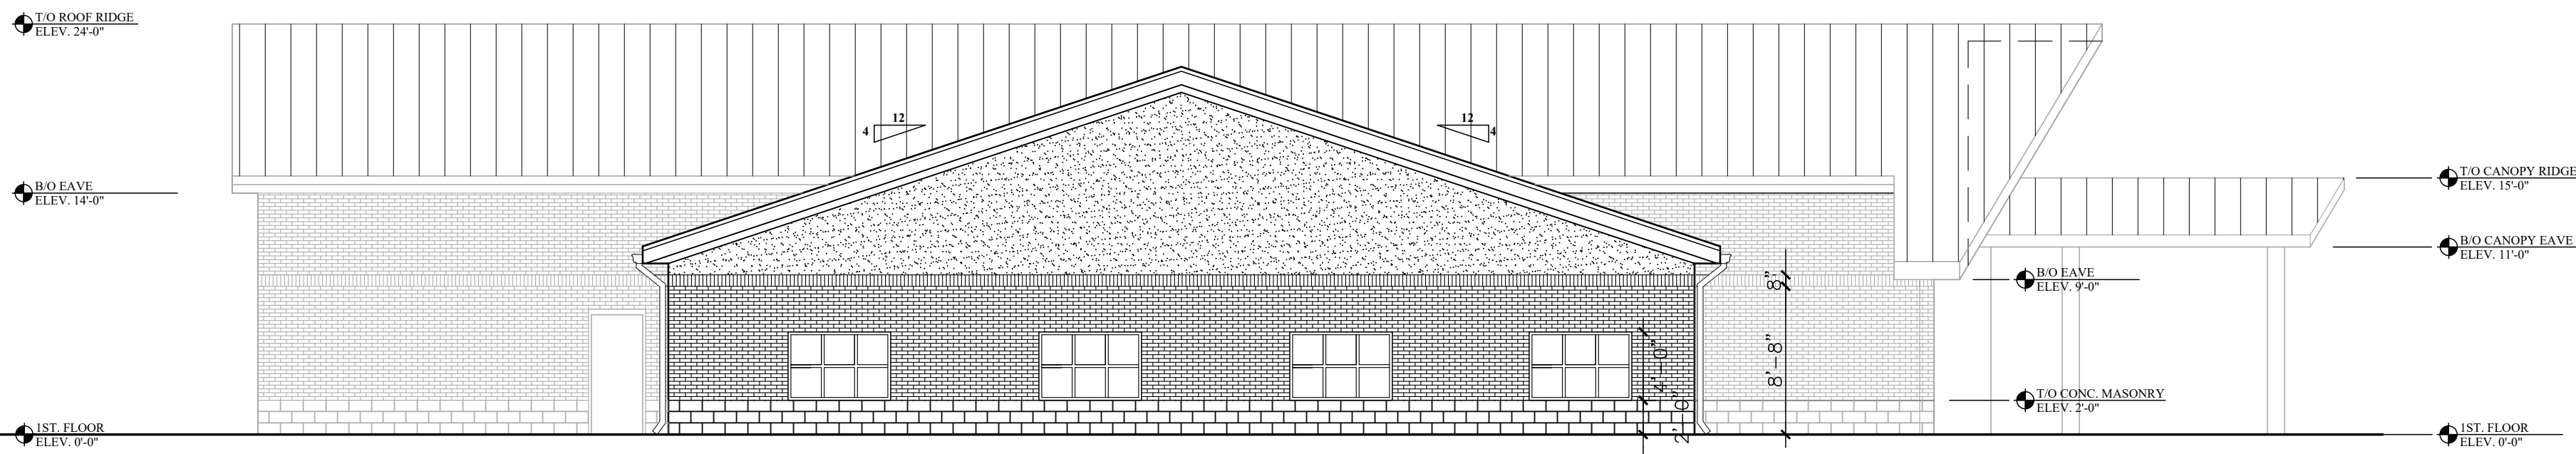 T/O ROOF RIDGE
ELEV. 24'-0"
12
4
12
4
B/O EAVE
ELEV. 14'-0"
T/O CANOPY RIDGE
ELEV. 15'-0"
B/O CANOPY EAVE
ELEV. 11'-0"
B/O EAVE
ELEV. 9'-0"
8"
4'-0"
8'-8"
2'-0"
T/O CONC. MASONRY
ELEV. 2'-0"
1ST. FLOOR
ELEV. 0'-0"
1ST. FLOOR
ELEV. 0'-0"